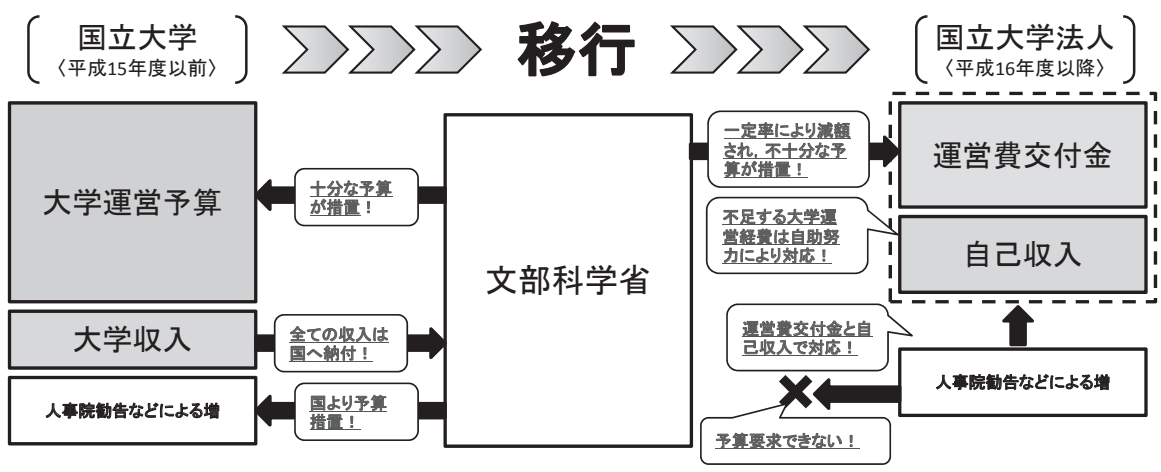 国立大学
〈平成15年度以前〉
移行
国立大学法人
〈平成16年度以降〉
大学運営予算
十分な予算
が措置！
大学収入
全ての収入は
国へ納付！
人事院勧告などによる増
国より予算
措置！
文部科学省
一定率により減額
され，不十分な予
算が措置！
運営費交付金
不足する大学運
営経費は自助努
力により対応！
自己収入
運営費交付金と自
己収入で対応！
人事院勧告などによる増
予算要求できない！